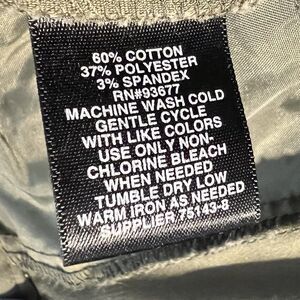 60% COTTON
37% POLYESTER
3% SPANDEX
RN#93677
MACHINE WASH COLD
GENTLE CYCLE
WITH LIKE COLORS
USE ONLY NON-
CHLORINE BLEACH
WHEN NEEDED
TUMBLE DRY LOW
WARM IRON AS NEEDED
SUPPLIER 75143-8